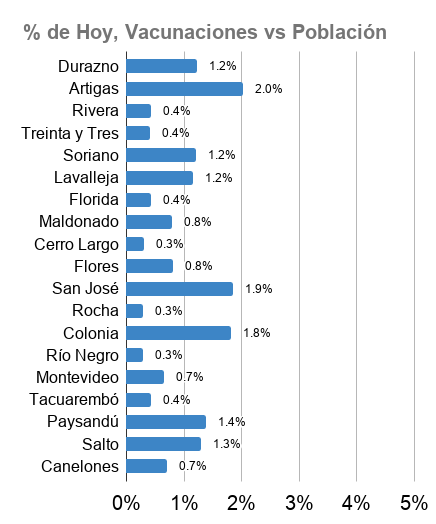 % de Hoy, Vacunaciones vs Población
Durazno 1.2%
Artigas 2.0%
Rivera 0.4%
Treinta y Tres 0.4%
Soriano 1.2%
Lavalleja 1.2%
Florida 0.4%
Maldonado 0.8%
Cerro Largo 0.3%
Flores 0.8%
San José 1.9%
Rocha 0.3%
Colonia 1.8%
Río Negro 0.3%
Montevideo 0.7%
Tacuarembó 0.4%
Paysandú 1.4%
Salto 1.3%
Canelones 0.7%
0% 1% 2% 3% 4% 5%